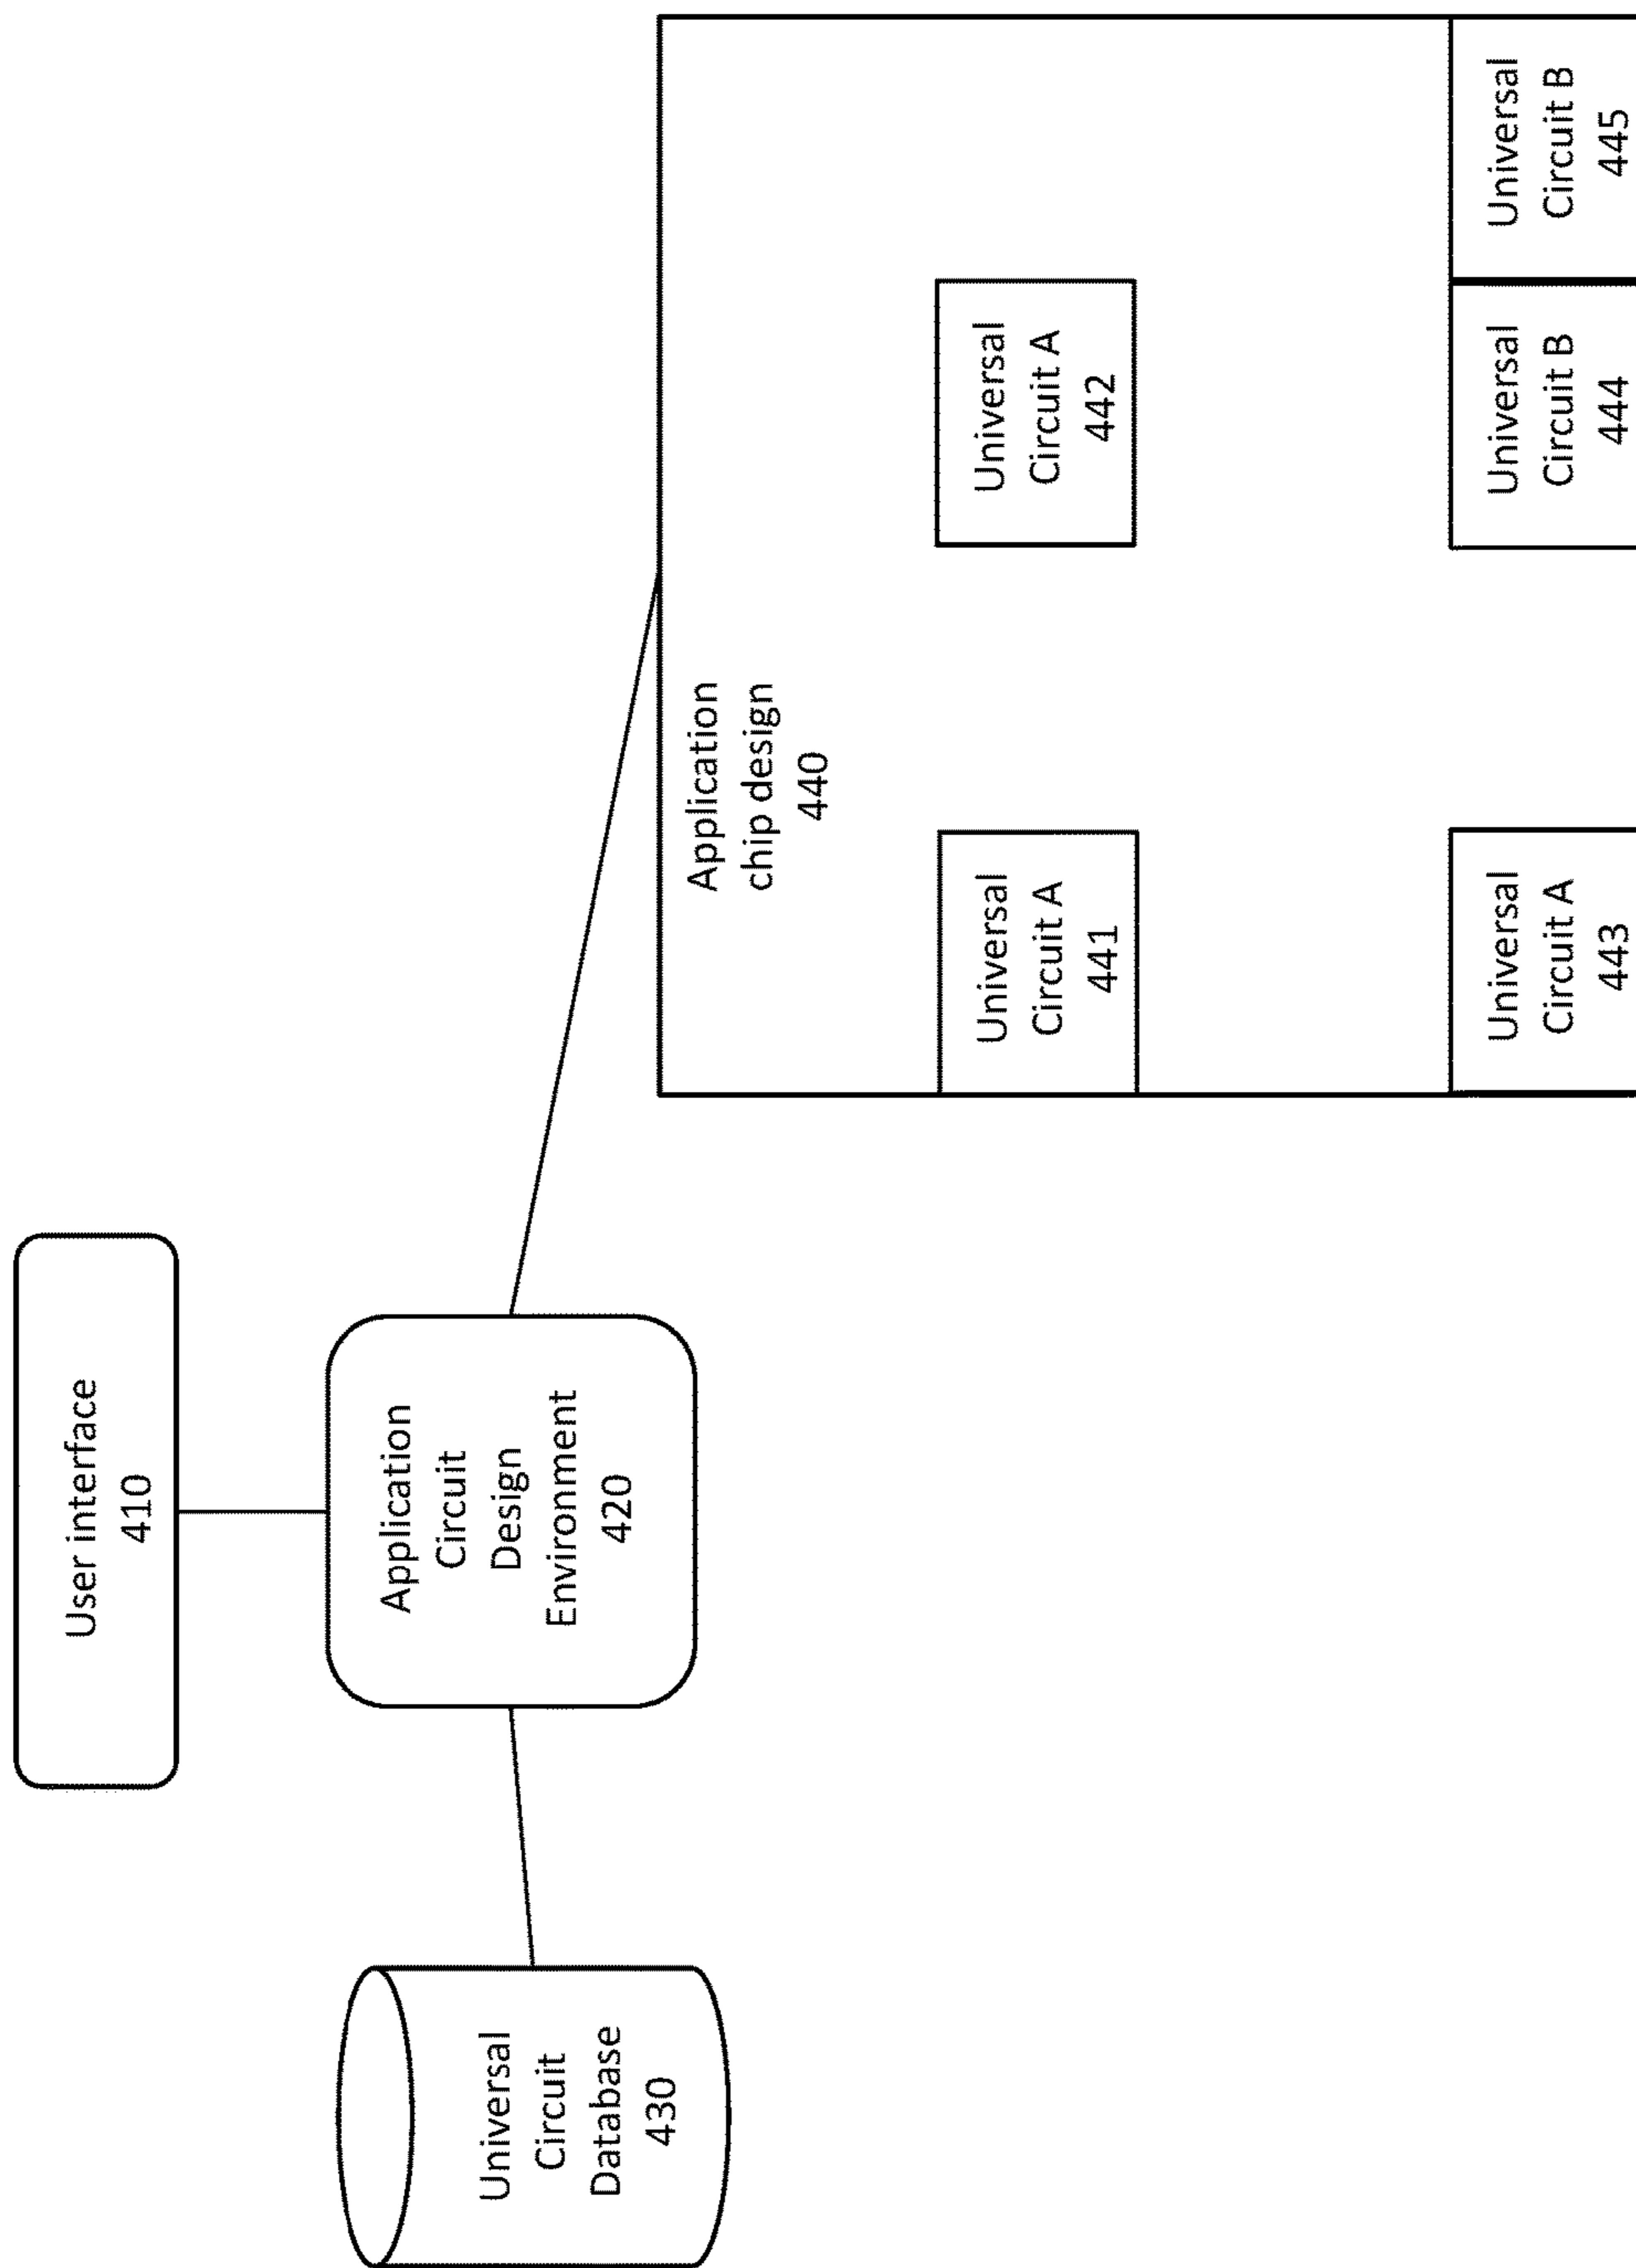 User interface
410
Application
Circuit
Design
Environment
420
Universal
Circuit
Database
430
Application
chip design
440
Universal
Circuit A
441
Universal
Circuit A
442
Universal
Circuit A
443
Universal
Circuit B
444
Universal
Circuit B
445